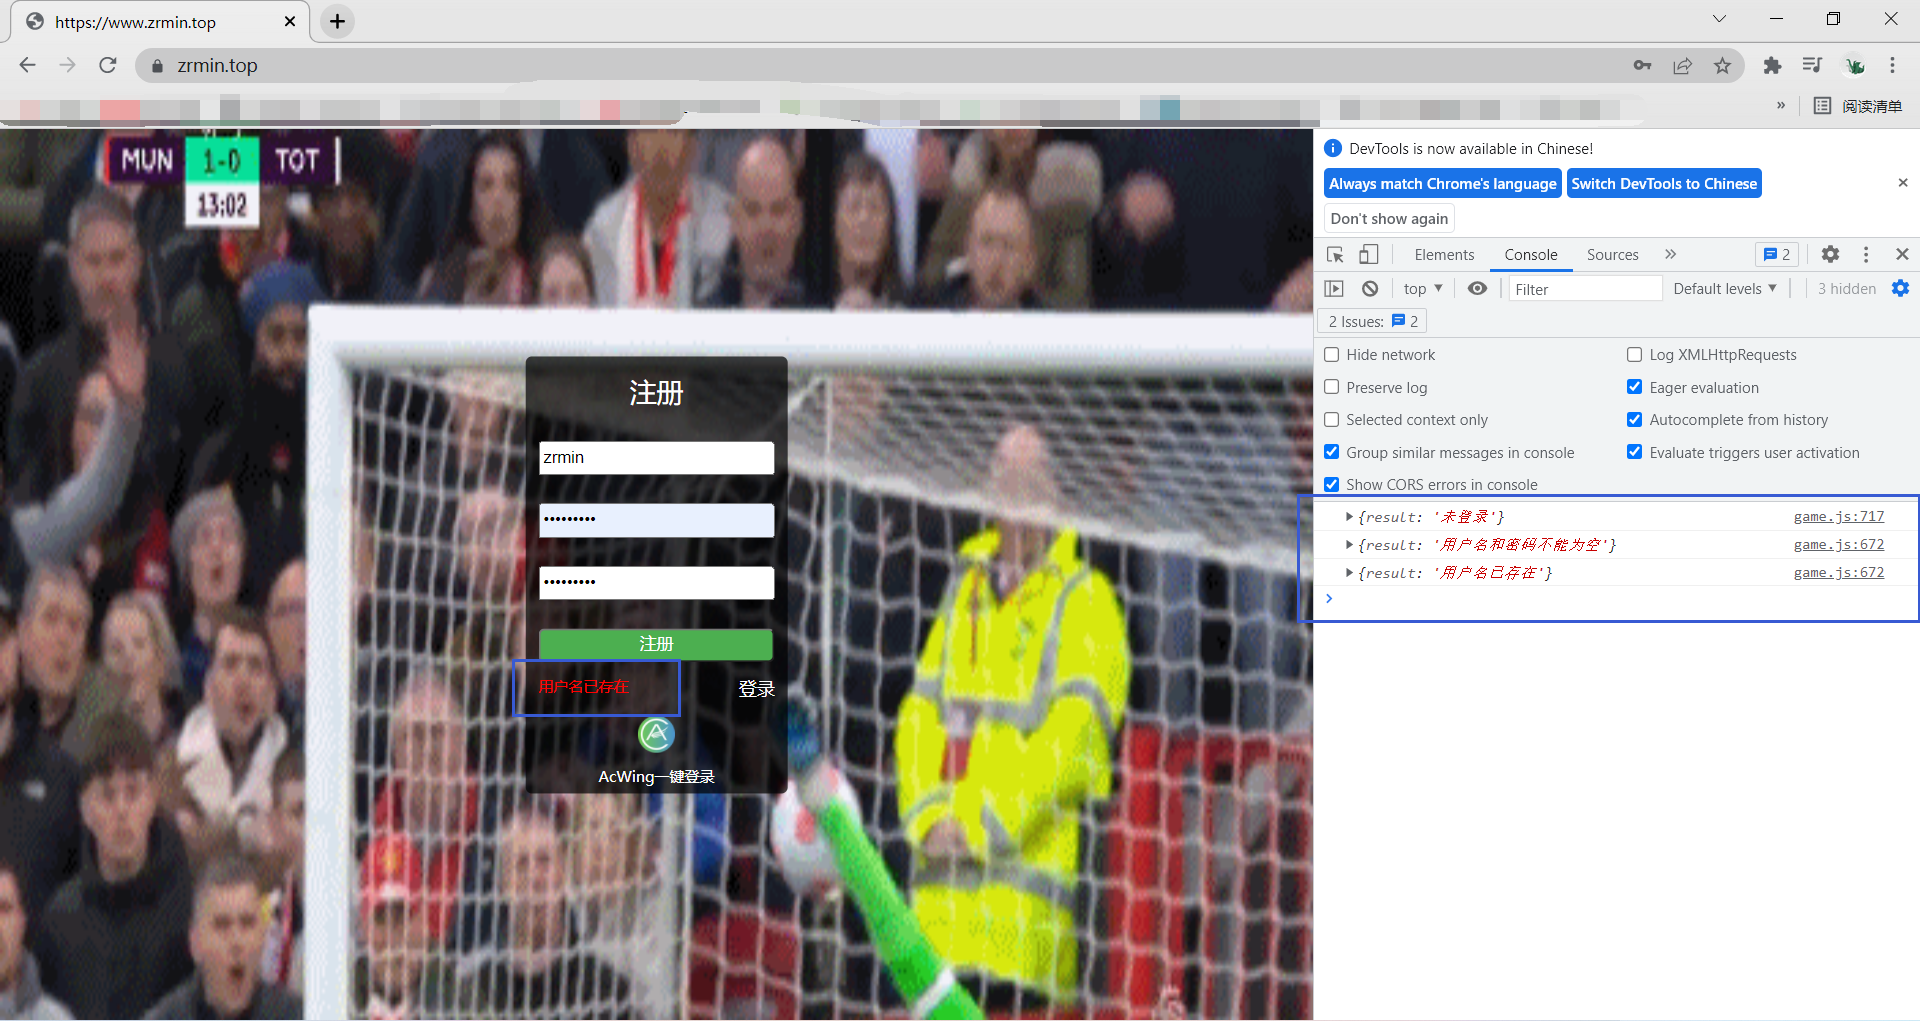 https://www.zrmin.top
zrmin.top
» 阅读清单
MUN 1-0 TOT
13:02
注册
zrmin
•••••••••
•••••••••
注册
用户名已存在
登录
AcWing一键登录
DevTools is now available in Chinese!
Always match Chrome's language Switch DevTools to Chinese
Don't show again
Elements Console Sources » 2
top Filter Default levels 3 hidden
2 Issues: 2
Hide network Log XMLHttpRequests
Preserve log Eager evaluation
Selected context only Autocomplete from history
Group similar messages in console Evaluate triggers user activation
Show CORS errors in console
{result: '未登录'} game.js:717
{result: '用户名和密码不能为空'} game.js:672
{result: '用户名已存在'} game.js:672